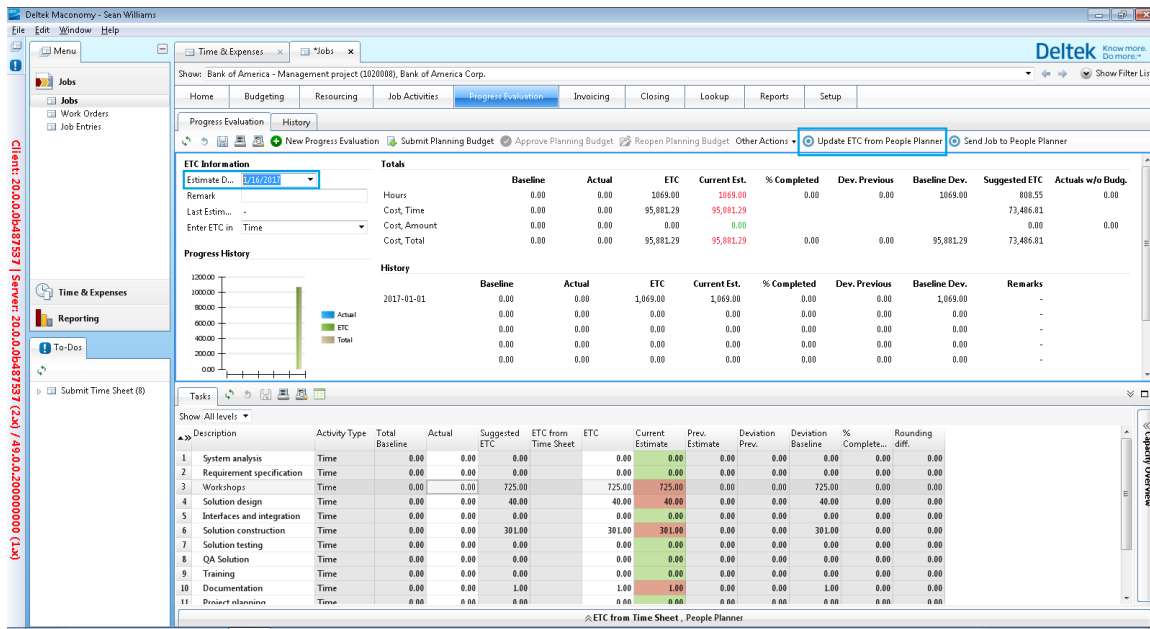 Deltek Maconomy - Sean Williams
File Edit Window Help
Menu
Jobs
Jobs
Work Orders
Job Entries
Time & Expenses
Reporting
To-Dos
Submit Time Sheet (8)
Client: 20.0.0.0b487537 | Server: 20.0.0.0b487537 (2.x) / 49.0.0.200000000 (1.x)
Time & Expenses *Jobs
Deltek Know more. Do more.™
Show: Bank of America - Management project (1020008), Bank of America Corp.
Show Filter Lis
Home Budgeting Resourcing Job Activities Progress Evaluation Invoicing Closing Lookup Reports Setup
Progress Evaluation History
New Progress Evaluation Submit Planning Budget Approve Planning Budget Reopen Planning Budget Other Actions Update ETC from People Planner Send Job to People Planner
ETC Information
Estimate D... 1/16/2017
Remark
Last Estim... -
Enter ETC in Time
Progress History
1200.00
1000.00
800.00
600.00
400.00
200.00
0.00
Actual
ETC
Total
Totals
Baseline Actual ETC Current Est. % Completed Dev. Previous Baseline Dev. Suggested ETC Actuals w/o Budg.
Hours 0.00 0.00 1069.00 1069.00 0.00 0.00 1069.00 808.55 0.00
Cost, Time 0.00 0.00 95,881.29 95,881.29 73,486.81
Cost, Amount 0.00 0.00 0.00 0.00 0.00 0.00
Cost, Total 0.00 0.00 95,881.29 95,881.29 0.00 0.00 95,881.29 73,486.81
History
Baseline Actual ETC Current Est. % Completed Dev. Previous Baseline Dev. Remarks
2017-01-01 0.00 0.00 1,069.00 1,069.00 0.00 0.00 1,069.00 -
0.00 0.00 0.00 0.00 0.00 0.00 0.00 -
0.00 0.00 0.00 0.00 0.00 0.00 0.00 -
0.00 0.00 0.00 0.00 0.00 0.00 0.00 -
0.00 0.00 0.00 0.00 0.00 0.00 0.00 -
Tasks
Show All levels
Description Activity Type Total Baseline Actual Suggested ETC ETC from Time Sheet ETC Current Estimate Prev. Estimate Deviation Prev. Deviation Baseline % Complete... Rounding diff.
1 System analysis Time 0.00 0.00 0.00 0.00 0.00 0.00 0.00 0.00 0.00 0.00
2 Requirement specification Time 0.00 0.00 0.00 0.00 0.00 0.00 0.00 0.00 0.00 0.00
3 Workshops Time 0.00 0.00 725.00 725.00 725.00 0.00 0.00 725.00 0.00 0.00
4 Solution design Time 0.00 0.00 40.00 40.00 40.00 0.00 0.00 40.00 0.00 0.00
5 Interfaces and integration Time 0.00 0.00 0.00 0.00 0.00 0.00 0.00 0.00 0.00 0.00
6 Solution construction Time 0.00 0.00 301.00 301.00 301.00 0.00 0.00 301.00 0.00 0.00
7 Solution testing Time 0.00 0.00 0.00 0.00 0.00 0.00 0.00 0.00 0.00 0.00
8 QA Solution Time 0.00 0.00 0.00 0.00 0.00 0.00 0.00 0.00 0.00 0.00
9 Training Time 0.00 0.00 0.00 0.00 0.00 0.00 0.00 0.00 0.00 0.00
10 Documentation Time 0.00 0.00 1.00 1.00 1.00 0.00 0.00 1.00 0.00 0.00
11 Project planning Time 0.00 0.00 0.00 0.00 0.00 0.00 0.00 0.00 0.00 0.00
ETC from Time Sheet , People Planner
Capacity Overview